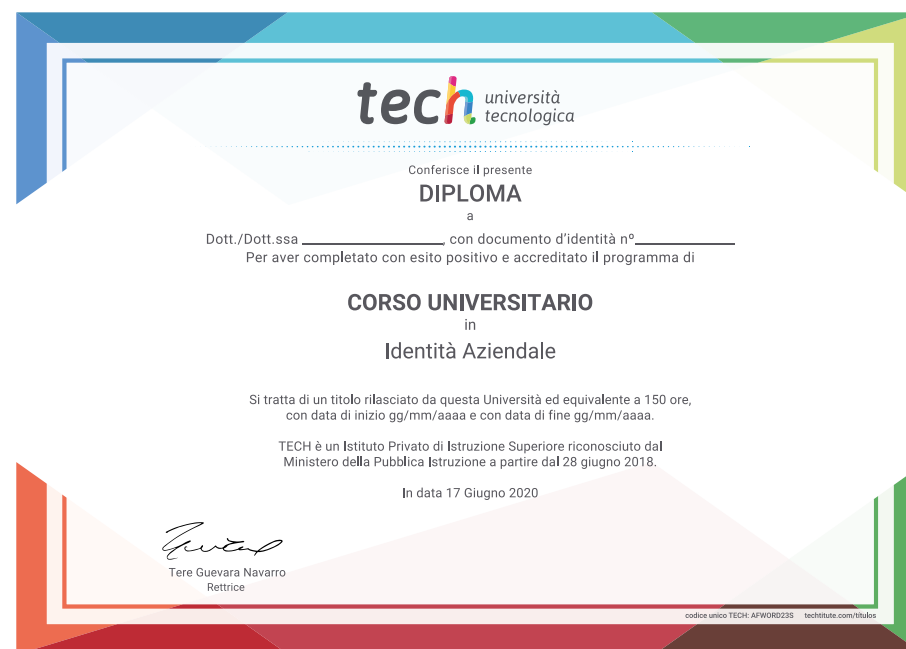 tech università
tecnologica
Conferisce il presente
DIPLOMA
a
Dott./Dott.ssa ____________________, con documento d'identità nº______________
Per aver completato con esito positivo e accreditato il programma di
CORSO UNIVERSITARIO
in
Identità Aziendale
Si tratta di un titolo rilasciato da questa Università ed equivalente a 150 ore,
con data di inizio gg/mm/aaaa e con data di fine gg/mm/aaaa.
TECH è un Istituto Privato di Istruzione Superiore riconosciuto dal
Ministero della Pubblica Istruzione a partire dal 28 giugno 2018.
In data 17 Giugno 2020
Tere Guevara Navarro
Rettrice
codice unico TECH: AFWORD23S techtitute.com/títulos